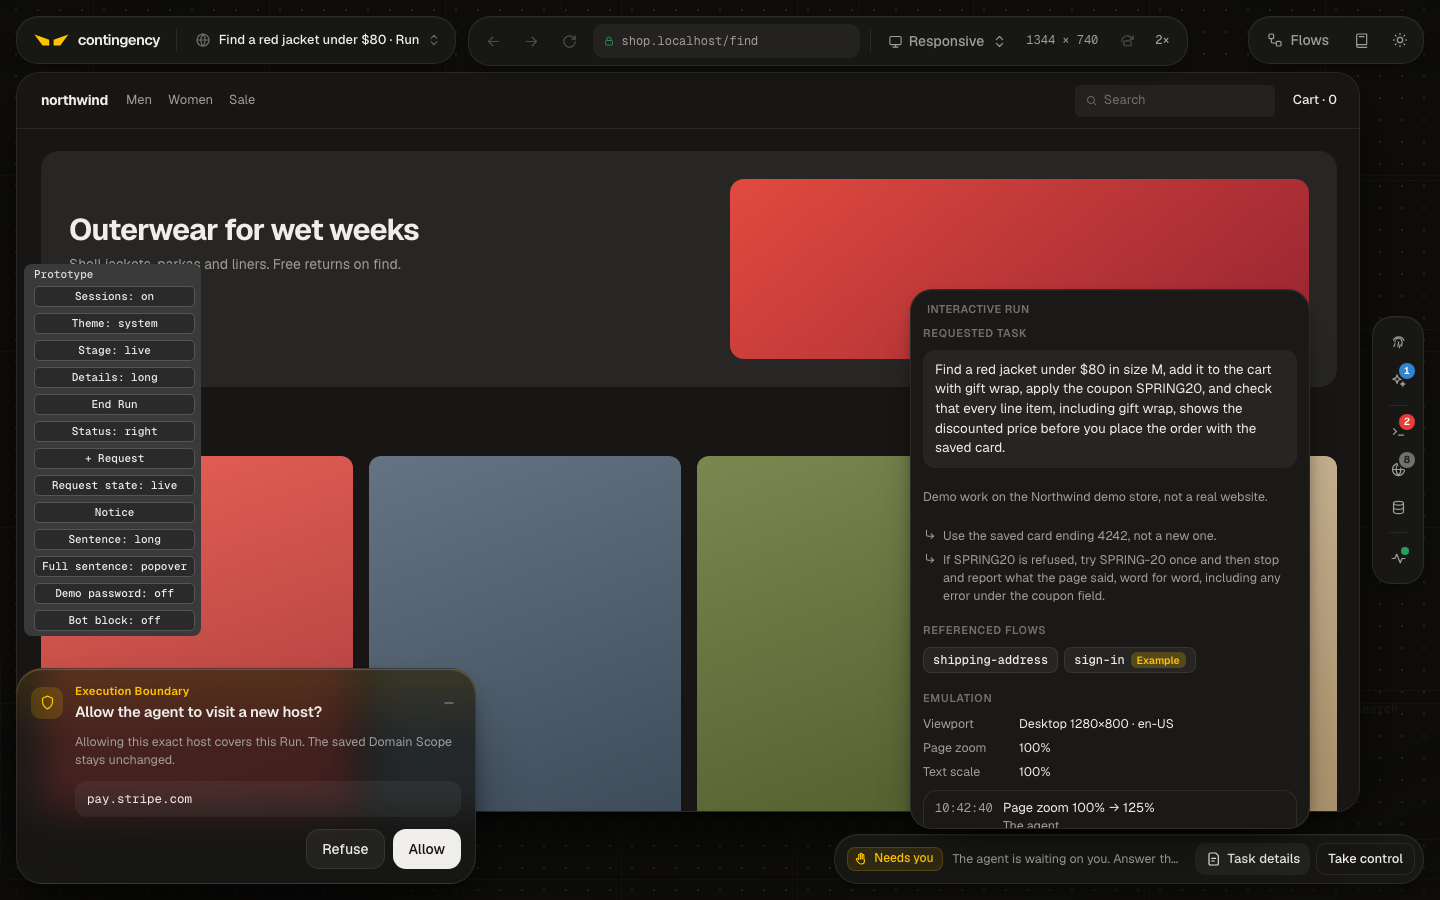 contingency
Find a red jacket under $80 · Run
shop.localhost/find
Responsive
1344 × 740
2×
Flows
northwind
Men
Women
Sale
Search
Cart · 0
Outerwear for wet weeks
Shell jackets, parkas and liners. Free returns on find.
Prototype
Sessions: on
Theme: system
Stage: live
Details: long
End Run
Status: right
+ Request
Request state: live
Notice
Sentence: long
Full sentence: popover
Demo password: off
Bot block: off
INTERACTIVE RUN
REQUESTED TASK
Find a red jacket under $80 in size M, add it to the cart
with gift wrap, apply the coupon SPRING20, and check
that every line item, including gift wrap, shows the
discounted price before you place the order with the
saved card.
Demo work on the Northwind demo store, not a real website.
Use the saved card ending 4242, not a new one.
If SPRING20 is refused, try SPRING-20 once and then stop
and report what the page said, word for word, including any
error under the coupon field.
REFERENCED FLOWS
shipping-address
sign-in Example
EMULATION
Viewport Desktop 1280×800 · en-US
Page zoom 100%
Text scale 100%
10:42:40 Page zoom 100% → 125%
The agent
1
2
8
Execution Boundary
Allow the agent to visit a new host?
Allowing this exact host covers this Run. The saved Domain Scope
stays unchanged.
pay.stripe.com
Refuse
Allow
Needs you
The agent is waiting on you. Answer th...
Task details
Take control